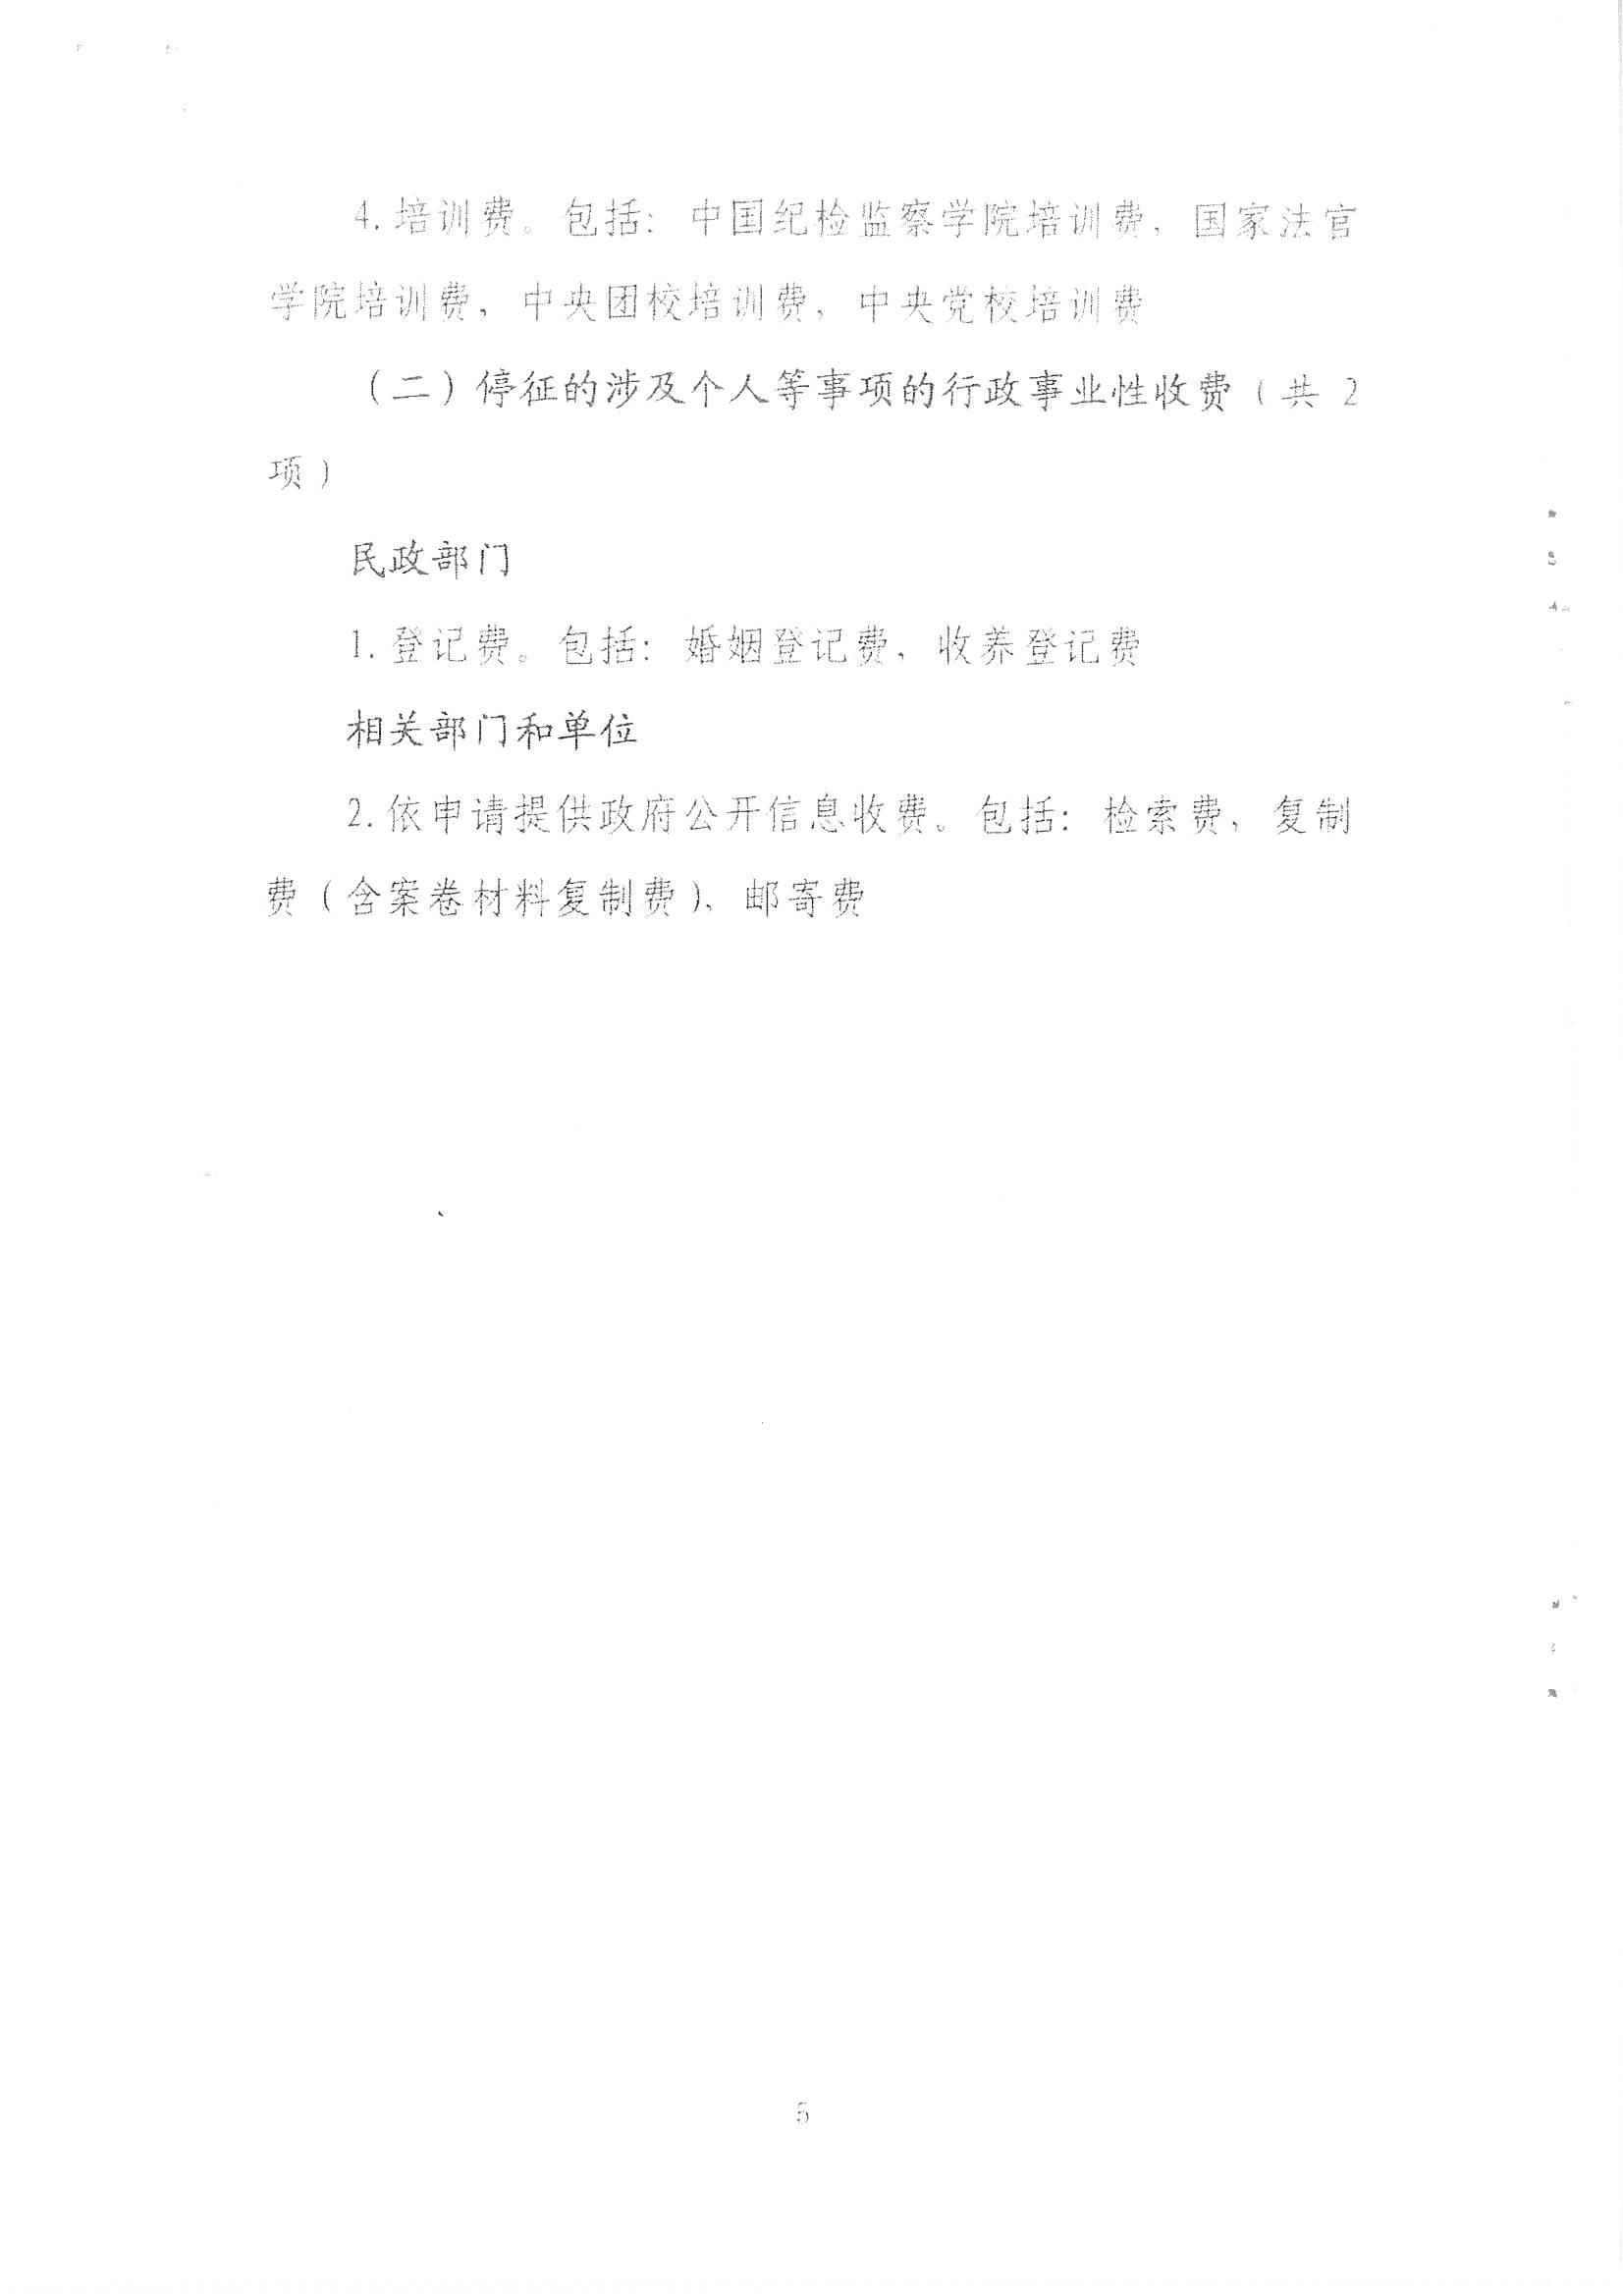 4.培训费。包括：中国纪检监察学院培训费，国家法官
学院培训费，中央团校培训费，中央党校培训费
（二）停征的涉及个人等事项的行政事业性收费（共 2
项）
民政部门
1.登记费。包括：婚姻登记费，收养登记费
相关部门和单位
2.依申请提供政府公开信息收费。包括：检索费，复制
费（含案卷材料复制费）、邮寄费
5